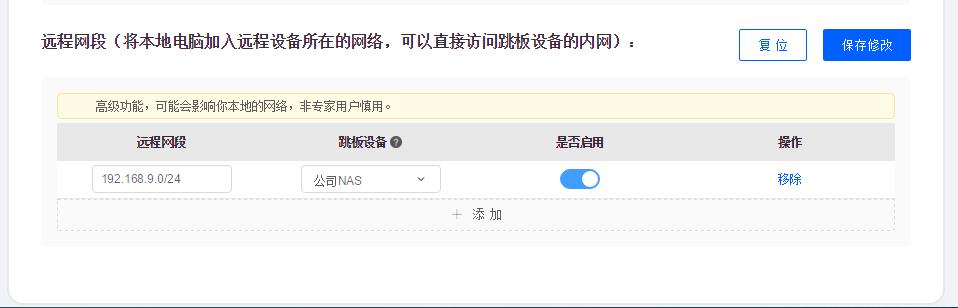 远程网段（将本地电脑加入远程设备所在的网络，可以直接访问跳板设备的内网）：
复 位 保存修改
高级功能，可能会影响你本地的网络，非专家用户慎用。
远程网段 跳板设备 ? 是否启用 操作
192.168.9.0/24 公司NAS 移除
+ 添 加